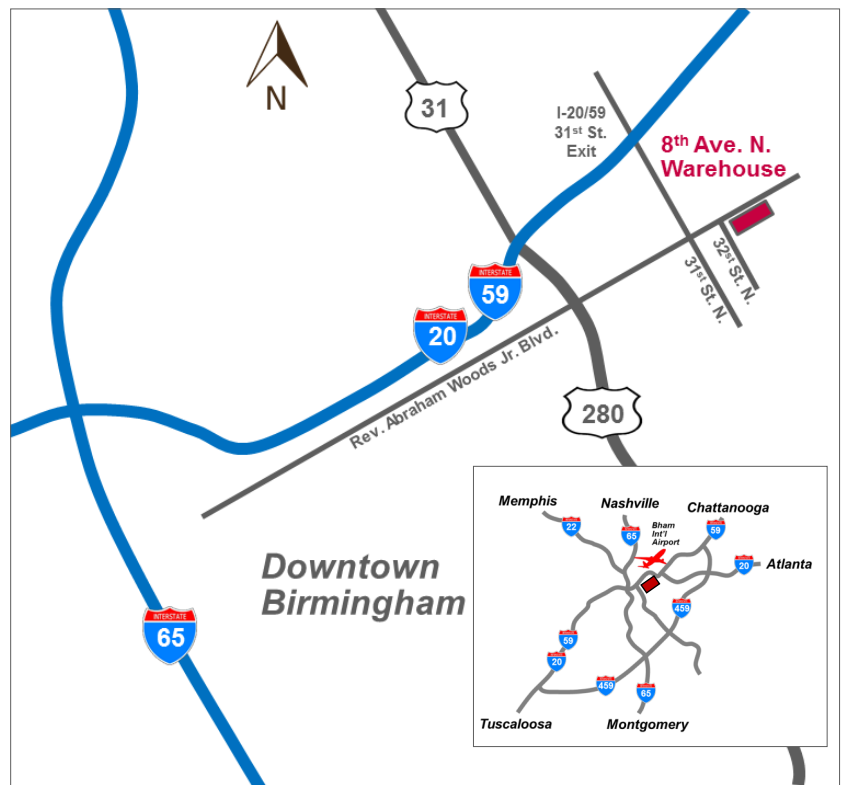 N
31
I-20/59
31st St.
Exit
8th Ave. N.
Warehouse
32st St. N.
31st St. N.
INTERSTATE
59
INTERSTATE
20
Rev. Abraham Woods Jr. Blvd.
280
Downtown
Birmingham
INTERSTATE
65
Memphis
Nashville
Chattanooga
22
65
Bham
Int'l
Airport
59
20
Atlanta
459
59
20
459
65
Tuscaloosa
Montgomery